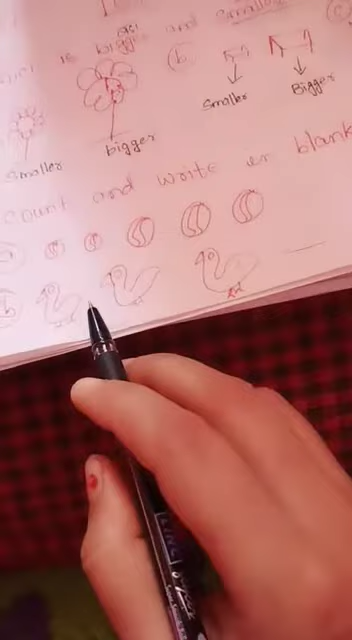 is bigger and smaller
b.
smaller
Bigger
smaller
bigger
count and write in blank
b